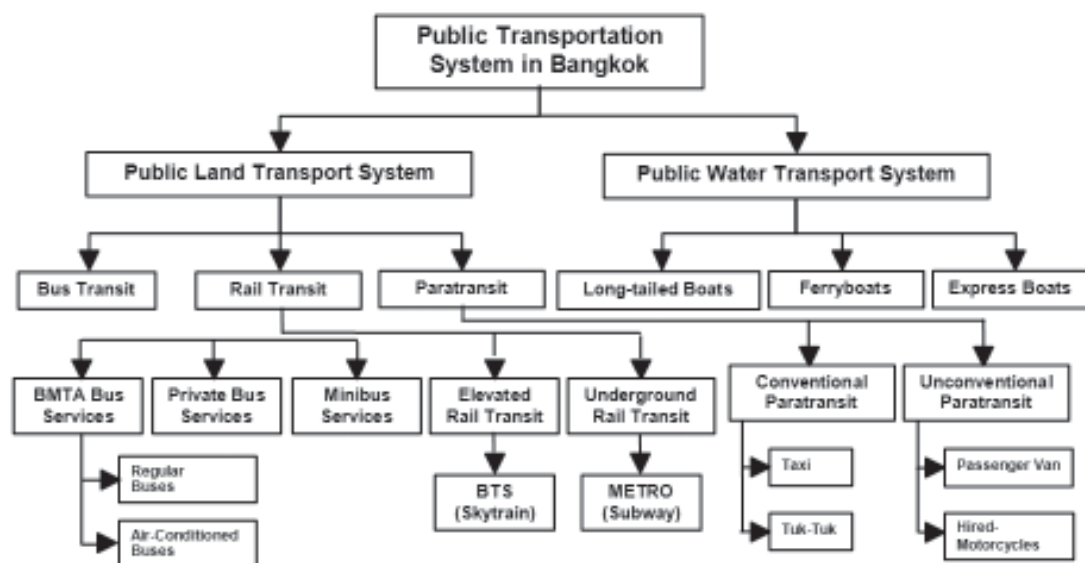 Public Transportation
System in Bangkok
Public Land Transport System
Public Water Transport System
Bus Transit
Rail Transit
Paratransit
Long-tailed Boats
Ferryboats
Express Boats
BMTA Bus
Services
Private Bus
Services
Minibus
Services
Elevated
Rail Transit
Underground
Rail Transit
Conventional
Paratransit
Unconventional
Paratransit
Regular
Buses
Air-Conditioned
Buses
BTS
(Skytrain)
METRO
(Subway)
Taxi
Tuk-Tuk
Passenger Van
Hired-
Motorcycles